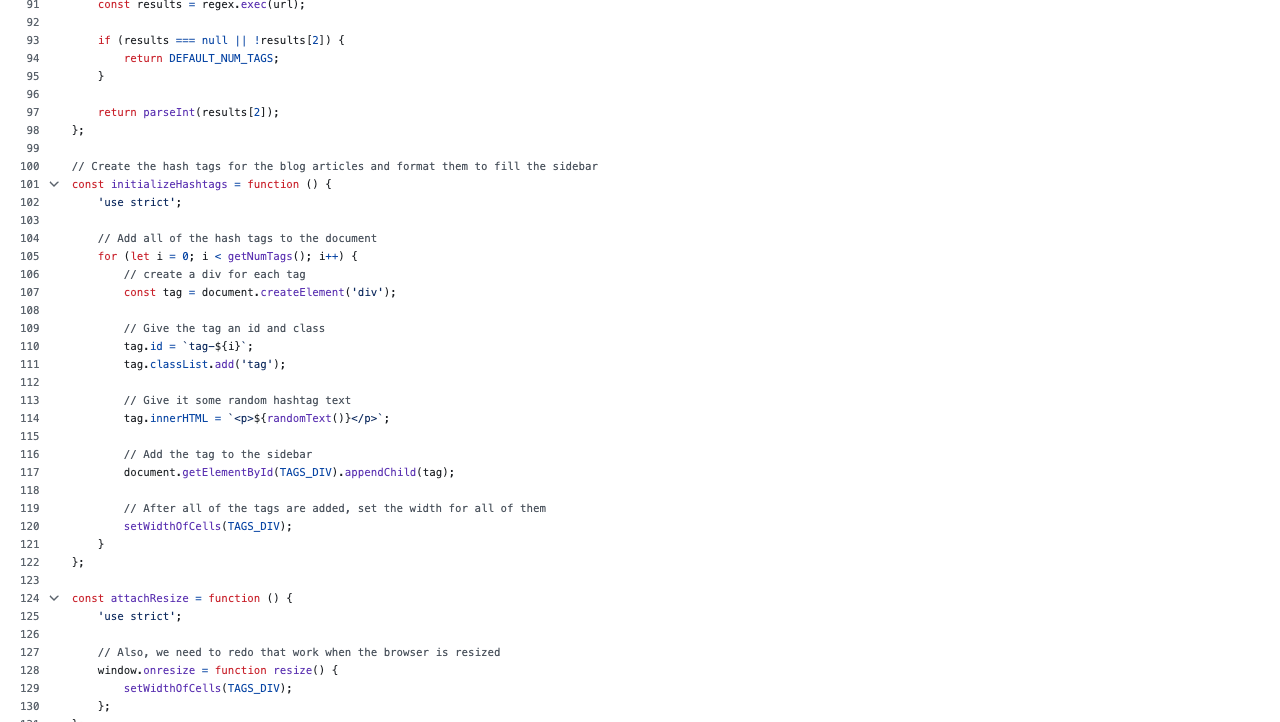 91 const results = regex.exec(url);
92
93 if (results === null || !results[2]) {
94 return DEFAULT_NUM_TAGS;
95 }
96
97 return parseInt(results[2]);
98 };
99
100 // Create the hash tags for the blog articles and format them to fill the sidebar
101 const initializeHashtags = function () {
102 'use strict';
103
104 // Add all of the hash tags to the document
105 for (let i = 0; i < getNumTags(); i++) {
106 // create a div for each tag
107 const tag = document.createElement('div');
108
109 // Give the tag an id and class
110 tag.id = `tag-${i}`;
111 tag.classList.add('tag');
112
113 // Give it some random hashtag text
114 tag.innerHTML = `<p>${randomText()}</p>`;
115
116 // Add the tag to the sidebar
117 document.getElementById(TAGS_DIV).appendChild(tag);
118
119 // After all of the tags are added, set the width for all of them
120 setWidthOfCells(TAGS_DIV);
121 }
122 };
123
124 const attachResize = function () {
125 'use strict';
126
127 // Also, we need to redo that work when the browser is resized
128 window.onresize = function resize() {
129 setWidthOfCells(TAGS_DIV);
130 };